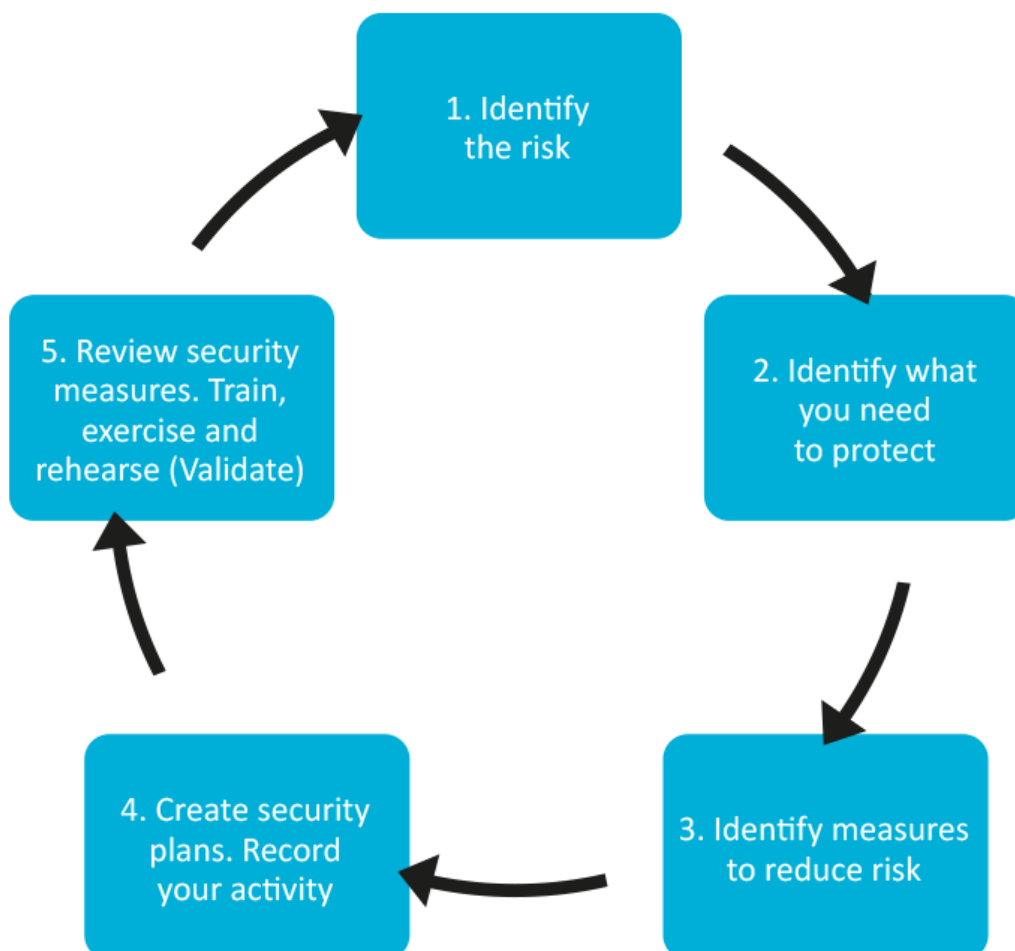 1. Identify
the risk
2. Identify what
you need
to protect
3. Identify measures
to reduce risk
4. Create security
plans. Record
your activity
5. Review security
measures. Train,
exercise and
rehearse (Validate)